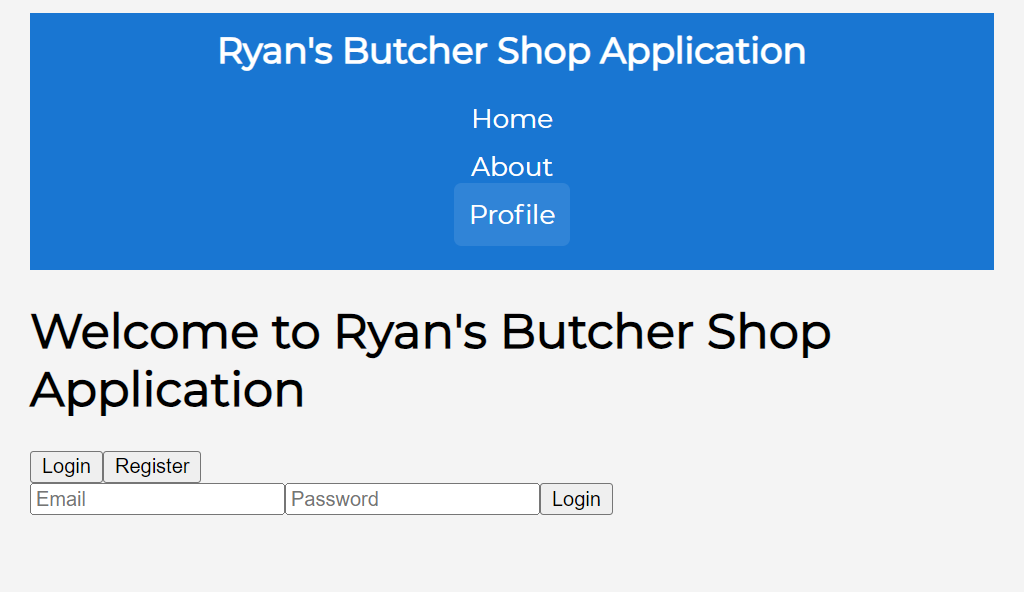 Ryan's Butcher Shop Application
Home
About
Profile
Welcome to Ryan's Butcher Shop
Application
Login Register
Email Password Login